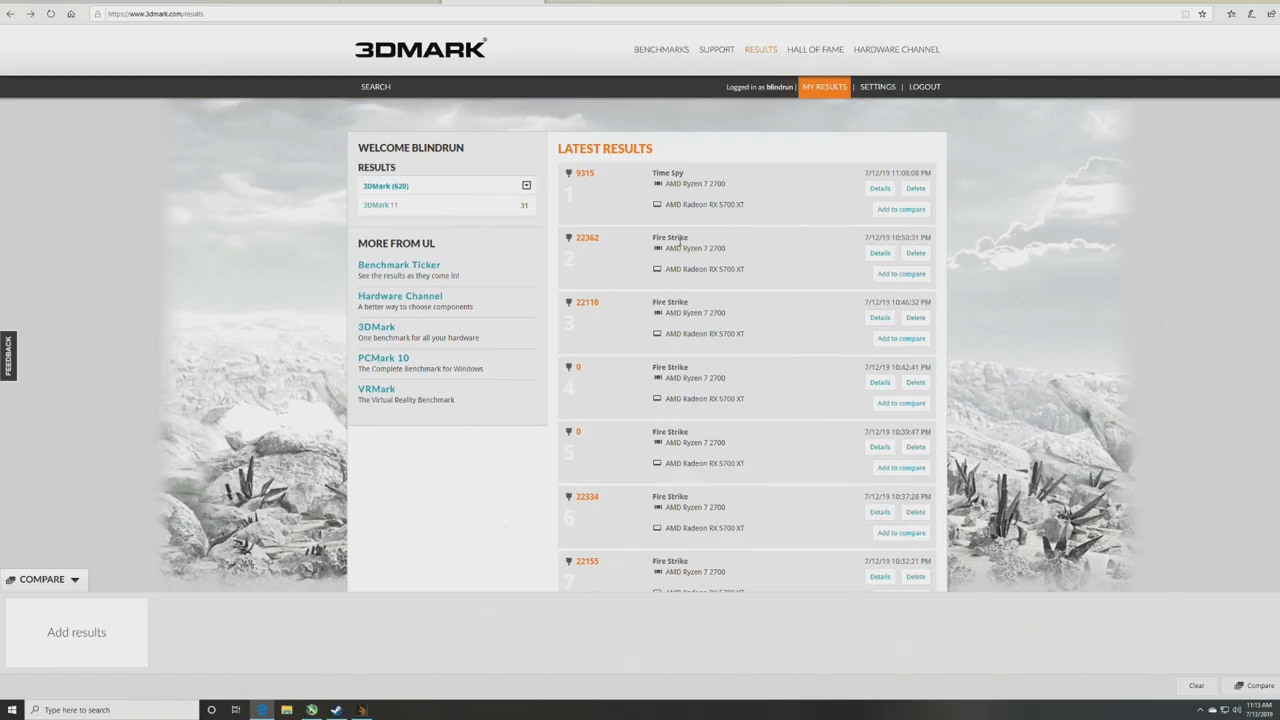 https://www.3dmark.com/results
3DMARK®
BENCHMARKS SUPPORT RESULTS HALL OF FAME HARDWARE CHANNEL
SEARCH
Logged in as blindrun | MY RESULTS | SETTINGS | LOGOUT
WELCOME BLINDRUN
RESULTS
3DMark (620)
3DMark 11 31
MORE FROM UL
Benchmark Ticker
See the results as they come in!
Hardware Channel
A better way to choose components
3DMark
One benchmark for all your hardware
PCMark 10
The Complete Benchmark for Windows
VRMark
The Virtual Reality Benchmark
LATEST RESULTS
9315 Time Spy 7/12/19 11:08:08 PM
1 AMD Ryzen 7 2700 Details Delete
AMD Radeon RX 5700 XT Add to compare
22362 Fire Strike 7/12/19 10:50:31 PM
2 AMD Ryzen 7 2700 Details Delete
AMD Radeon RX 5700 XT Add to compare
22110 Fire Strike 7/12/19 10:46:32 PM
3 AMD Ryzen 7 2700 Details Delete
AMD Radeon RX 5700 XT Add to compare
0 Fire Strike 7/12/19 10:42:41 PM
4 AMD Ryzen 7 2700 Details Delete
AMD Radeon RX 5700 XT Add to compare
0 Fire Strike 7/12/19 10:39:47 PM
5 AMD Ryzen 7 2700 Details Delete
AMD Radeon RX 5700 XT Add to compare
22334 Fire Strike 7/12/19 10:37:28 PM
6 AMD Ryzen 7 2700 Details Delete
AMD Radeon RX 5700 XT Add to compare
22155 Fire Strike 7/12/19 10:32:21 PM
7 AMD Ryzen 7 2700 Details Delete
FEEDBACK
COMPARE
Add results
Clear Compare
Type here to search
11:15 AM
7/13/2019